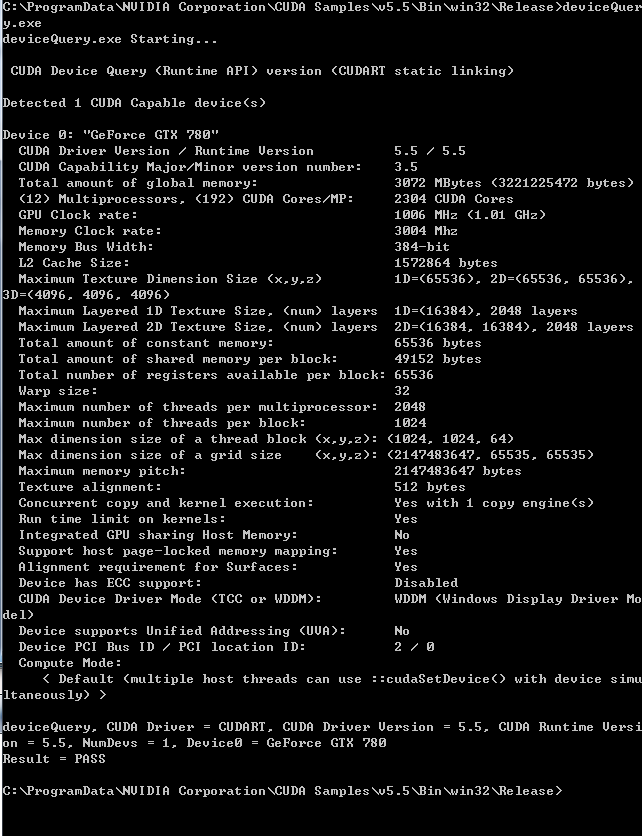 C:\ProgramData\NVIDIA Corporation\CUDA Samples\v5.5\Bin\win32\Release>deviceQuer
y.exe
deviceQuery.exe Starting...
CUDA Device Query (Runtime API) version (CUDART static linking)
Detected 1 CUDA Capable device(s)
Device 0: "GeForce GTX 780"
CUDA Driver Version / Runtime Version          5.5 / 5.5
CUDA Capability Major/Minor version number:    3.5
Total amount of global memory:                 3072 MBytes (3221225472 bytes)
(12) Multiprocessors, (192) CUDA Cores/MP:     2304 CUDA Cores
GPU Clock rate:                                1006 MHz (1.01 GHz)
Memory Clock rate:                             3004 Mhz
Memory Bus Width:                              384-bit
L2 Cache Size:                                 1572864 bytes
Maximum Texture Dimension Size (x,y,z)         1D=(65536), 2D=(65536, 65536),
3D=(4096, 4096, 4096)
Maximum Layered 1D Texture Size, (num) layers  1D=(16384), 2048 layers
Maximum Layered 2D Texture Size, (num) layers  2D=(16384, 16384), 2048 layers
Total amount of constant memory:               65536 bytes
Total amount of shared memory per block:       49152 bytes
Total number of registers available per block: 65536
Warp size:                                     32
Maximum number of threads per multiprocessor:  2048
Maximum number of threads per block:           1024
Max dimension size of a thread block (x,y,z): (1024, 1024, 64)
Max dimension size of a grid size    (x,y,z): (2147483647, 65535, 65535)
Maximum memory pitch:                          2147483647 bytes
Texture alignment:                             512 bytes
Concurrent copy and kernel execution:          Yes with 1 copy engine(s)
Run time limit on kernels:                     Yes
Integrated GPU sharing Host Memory:            No
Support host page-locked memory mapping:       Yes
Alignment requirement for Surfaces:            Yes
Device has ECC support:                        Disabled
CUDA Device Driver Mode (TCC or WDDM):         WDDM (Windows Display Driver Mo
del)
Device supports Unified Addressing (UVA):      No
Device PCI Bus ID / PCI location ID:           2 / 0
Compute Mode:
< Default (multiple host threads can use ::cudaSetDevice() with device simu
ltaneously) >
deviceQuery, CUDA Driver = CUDART, CUDA Driver Version = 5.5, CUDA Runtime Versi
on = 5.5, NumDevs = 1, Device0 = GeForce GTX 780
Result = PASS
C:\ProgramData\NVIDIA Corporation\CUDA Samples\v5.5\Bin\win32\Release>